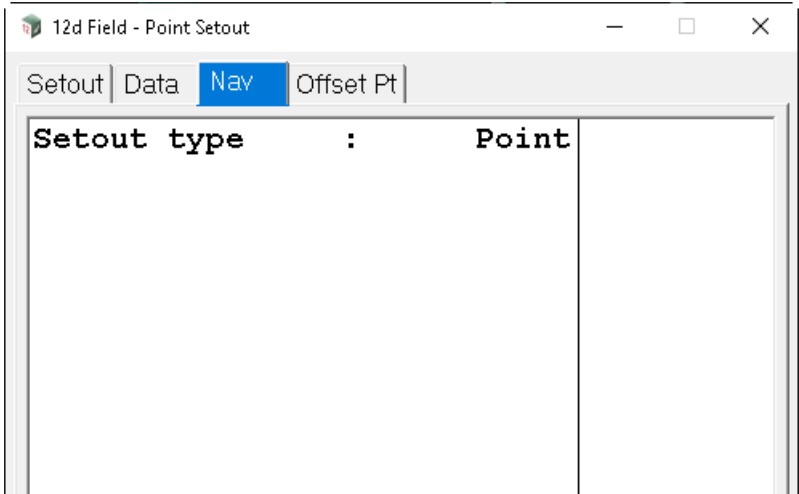 12d Field - Point Setout
Setout Data Nav Offset Pt
Setout type : Point